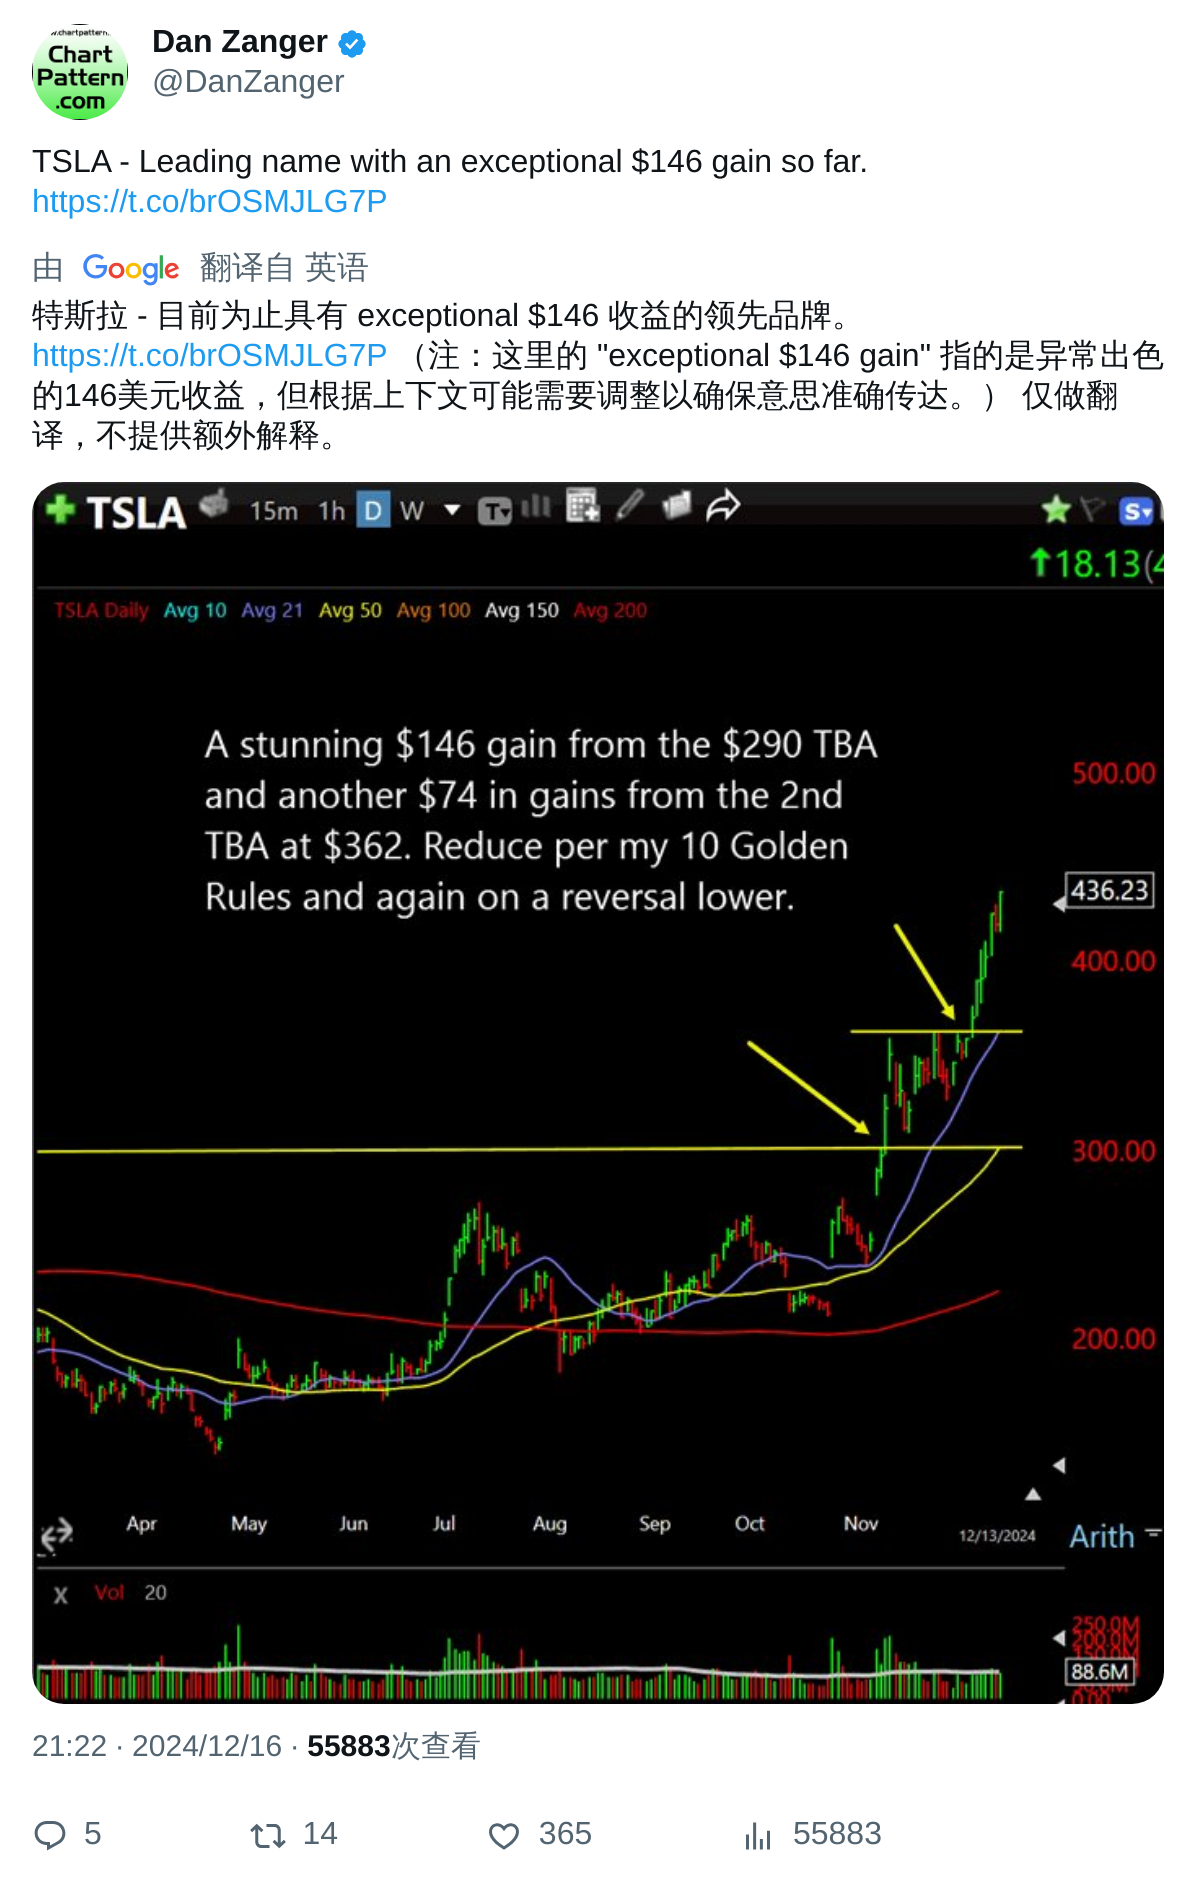 w.chartpattern.
Chart
Pattern
.com
Dan Zanger
@DanZanger
TSLA - Leading name with an exceptional $146 gain so far.
https://t.co/brOSMJLG7P
由 Google 翻译自 英语
特斯拉 - 目前为止具有 exceptional $146 收益的领先品牌。
https://t.co/brOSMJLG7P （注：这里的 "exceptional $146 gain" 指的是异常出色
的146美元收益，但根据上下文可能需要调整以确保意思准确传达。） 仅做翻
译，不提供额外解释。
TSLA 15m 1h D W T S
18.13(4
TSLA Daily Avg 10 Avg 21 Avg 50 Avg 100 Avg 150 Avg 200
A stunning $146 gain from the $290 TBA
and another $74 in gains from the 2nd
TBA at $362. Reduce per my 10 Golden
Rules and again on a reversal lower.
500.00
436.23
400.00
300.00
200.00
Apr May Jun Jul Aug Sep Oct Nov 12/13/2024 Arith
X Vol 20
250.0M
88.6M
0.00
21:22 · 2024/12/16 · 55883次查看
5 14 365 55883